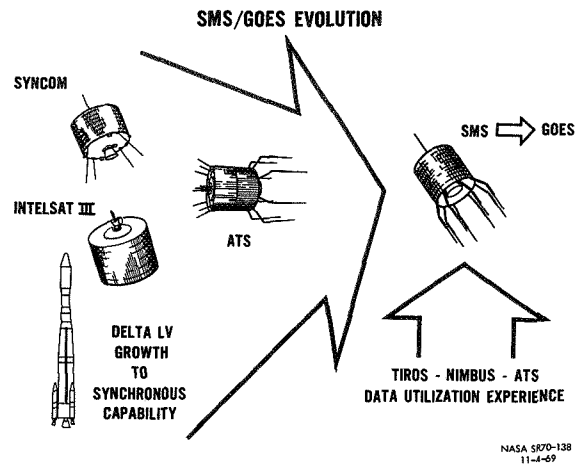 SMS/GOES EVOLUTION
SYNCOM
INTELSAT III
ATS
DELTA LV
GROWTH
TO
SYNCHRONOUS
CAPABILITY
SMS GOES
TIROS - NIMBUS - ATS
DATA UTILIZATION EXPERIENCE
NASA SR70-138
11-4-69